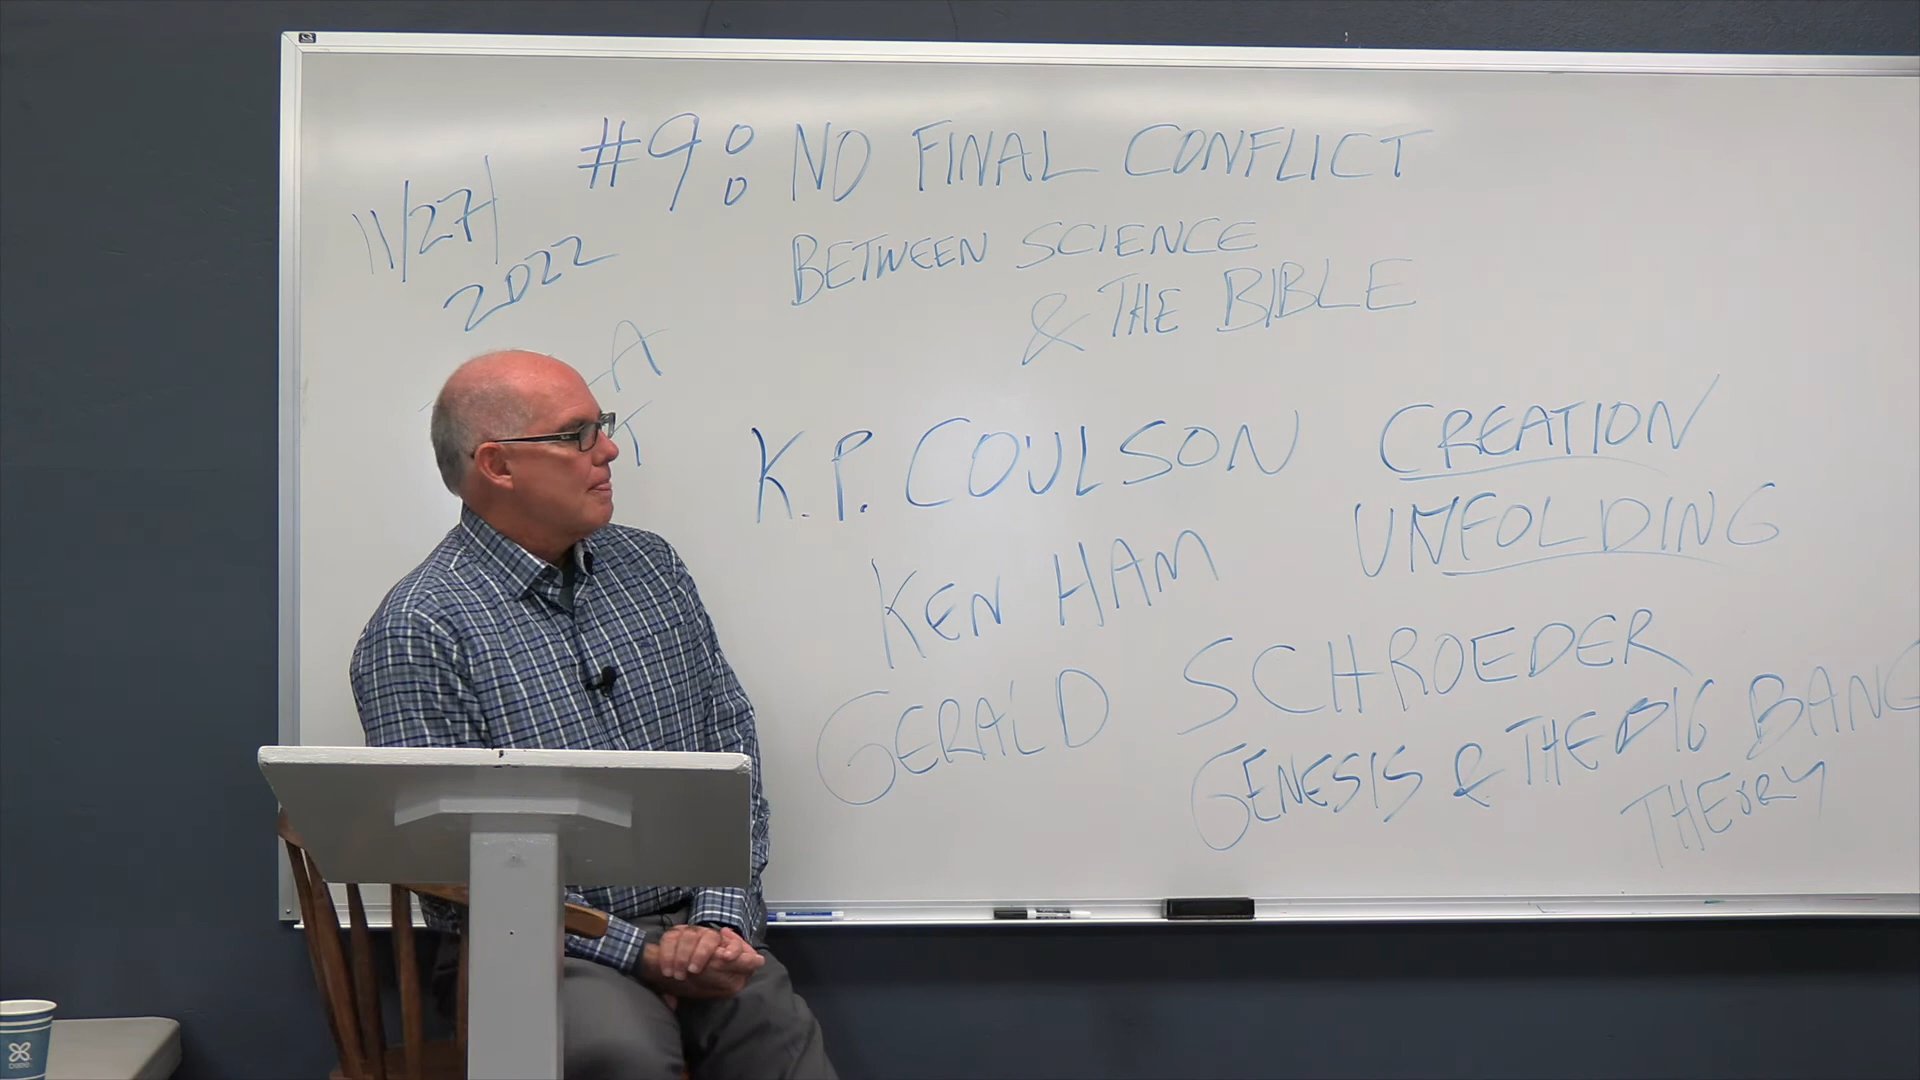 #9: NO FINAL CONFLICT
11/27/
2022
BETWEEN SCIENCE
& THE BIBLE
A
T
K.P. COULSON
CREATION
UNFOLDING
KEN HAM
GERALD SCHROEDER
GENESIS & THE BIG BANG
THEORY